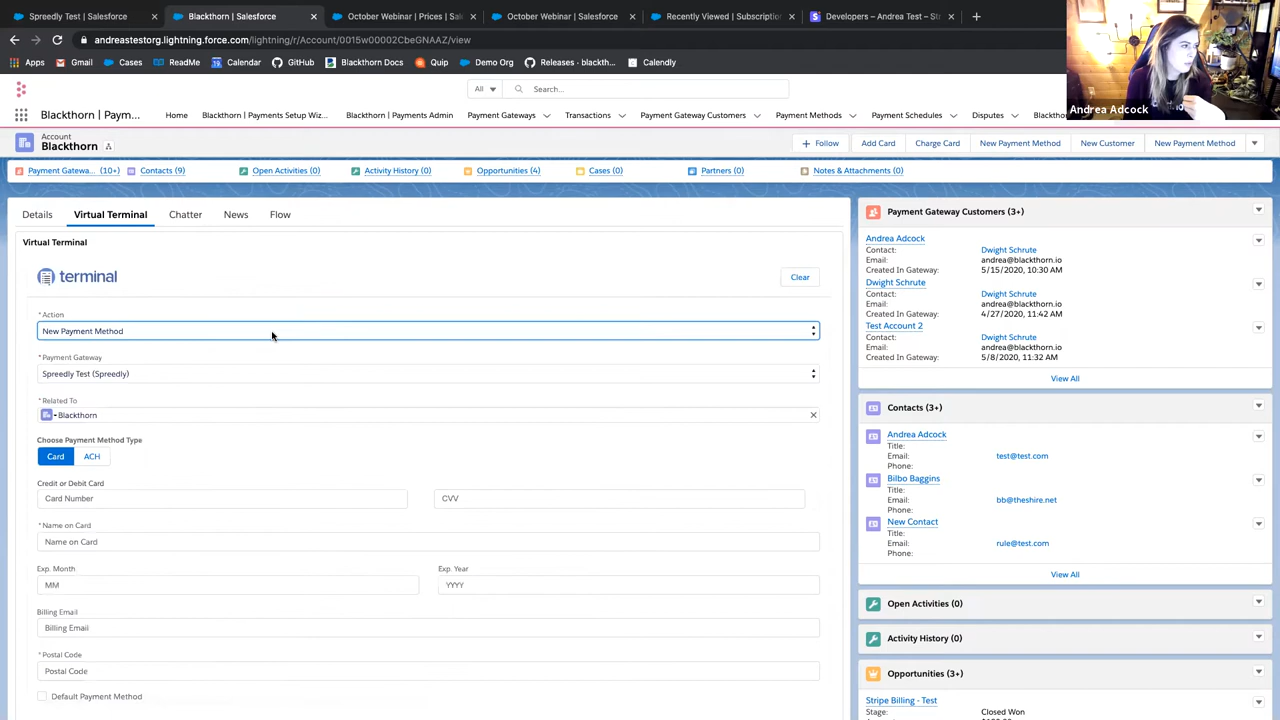 Spreedly Test | Salesforce
Blackthorn | Salesforce
October Webinar | Prices | Sal
October Webinar | Salesforce
Recently Viewed | Subscriptio
Developers – Andrea Test – St
andreastestorg.lightning.force.com/lightning/r/Account/0015w00002CbeGNAAZ/view
Apps
Gmail
Cases
ReadMe
Calendar
GitHub
Blackthorn Docs
Quip
Demo Org
Releases · blackth...
Calendly
Andrea Adcock
All
Search...
Blackthorn | Paym...
Home
Blackthorn | Payments Setup Wiz...
Blackthorn | Payments Admin
Payment Gateways
Transactions
Payment Gateway Customers
Payment Methods
Payment Schedules
Disputes
Blacktho
Account
Blackthorn
Follow
Add Card
Charge Card
New Payment Method
New Customer
New Payment Method
Payment Gatewa... (10+)
Contacts (9)
Open Activities (0)
Activity History (0)
Opportunities (4)
Cases (0)
Partners (0)
Notes & Attachments (0)
Details
Virtual Terminal
Chatter
News
Flow
Virtual Terminal
terminal
Clear
* Action
New Payment Method
* Payment Gateway
Spreedly Test (Spreedly)
* Related To
Blackthorn
Choose Payment Method Type
Card
ACH
Credit or Debit Card
Card Number
CVV
* Name on Card
Name on Card
Exp. Month
Exp. Year
MM
YYYY
Billing Email
Billing Email
* Postal Code
Postal Code
Default Payment Method
Payment Gateway Customers (3+)
Andrea Adcock
Contact: Dwight Schrute
Email: andrea@blackthorn.io
Created In Gateway: 5/15/2020, 10:30 AM
Dwight Schrute
Contact: Dwight Schrute
Email: andrea@blackthorn.io
Created In Gateway: 4/27/2020, 11:42 AM
Test Account 2
Contact: Dwight Schrute
Email: andrea@blackthorn.io
Created In Gateway: 5/8/2020, 11:32 AM
View All
Contacts (3+)
Andrea Adcock
Title:
Email: test@test.com
Phone:
Bilbo Baggins
Title:
Email: bb@theshire.net
Phone:
New Contact
Title:
Email: rule@test.com
Phone:
View All
Open Activities (0)
Activity History (0)
Opportunities (3+)
Stripe Billing - Test
Stage: Closed Won